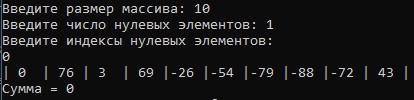 Введите размер массива: 10
Введите число нулевых элементов: 1
Введите индексы нулевых элементов:
0
| 0 | 76 | 3 | 69 |-26 |-54 |-79 |-88 |-72 | 43 |
Сумма = 0